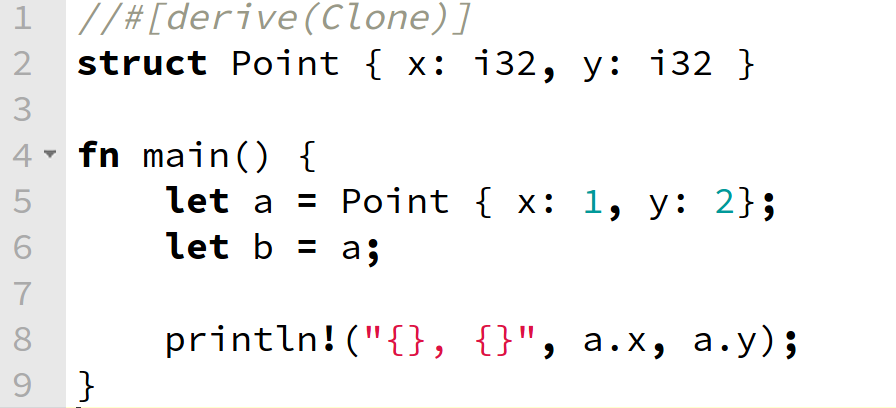 1 //#[derive(Clone)]
2 struct Point { x: i32, y: i32 }
3
4 fn main() {
5     let a = Point { x: 1, y: 2};
6     let b = a;
7
8     println!("{}, {}", a.x, a.y);
9 }